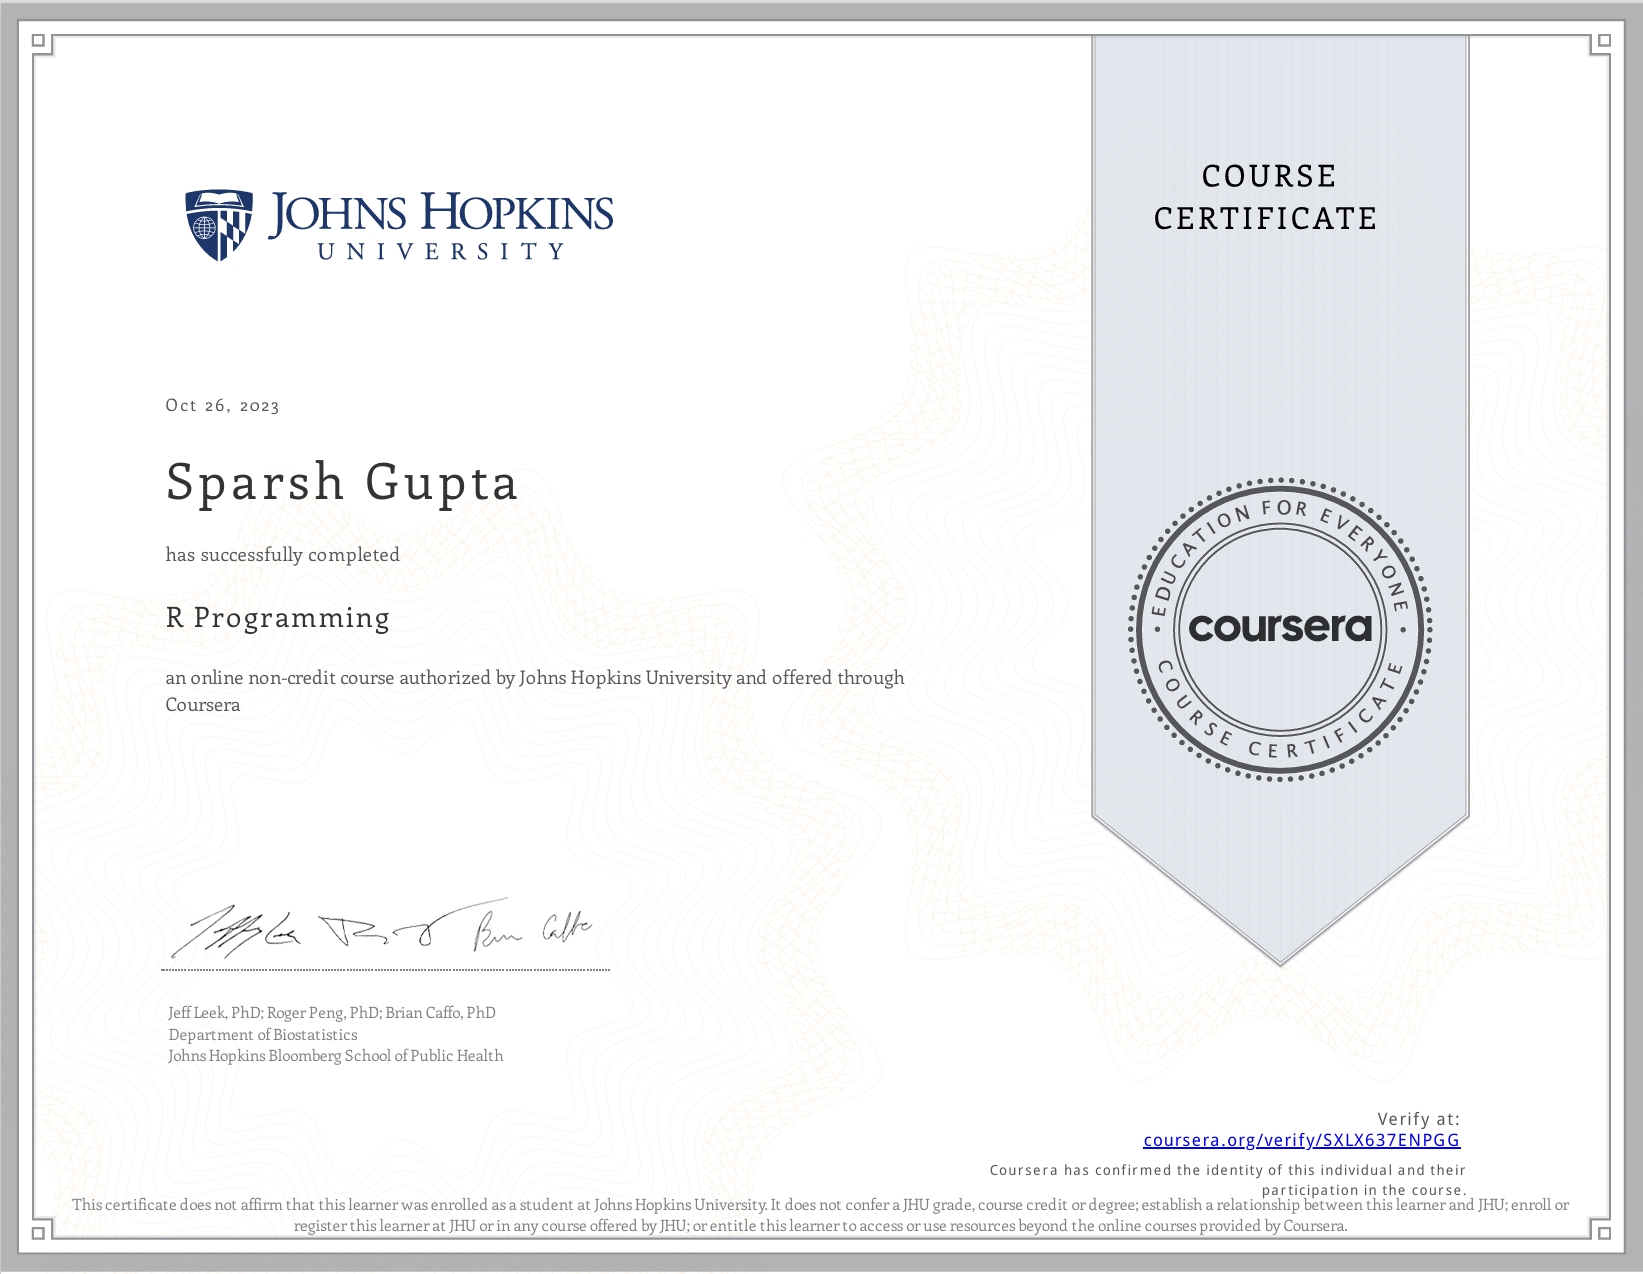 JOHNS HOPKINS
UNIVERSITY
COURSE
CERTIFICATE
Oct 26, 2023
Sparsh Gupta
has successfully completed
R Programming
an online non-credit course authorized by Johns Hopkins University and offered through
Coursera
EDUCATION FOR EVERYONE
coursera
COURSE CERTIFICATE
Jeff Leek, PhD; Roger Peng, PhD; Brian Caffo, PhD
Department of Biostatistics
Johns Hopkins Bloomberg School of Public Health
Verify at:
coursera.org/verify/SXLX637ENPGG
Coursera has confirmed the identity of this individual and their
participation in the course.
This certificate does not affirm that this learner was enrolled as a student at Johns Hopkins University. It does not confer a JHU grade, course credit or degree; establish a relationship between this learner and JHU; enroll or
register this learner at JHU or in any course offered by JHU; or entitle this learner to access or use resources beyond the online courses provided by Coursera.